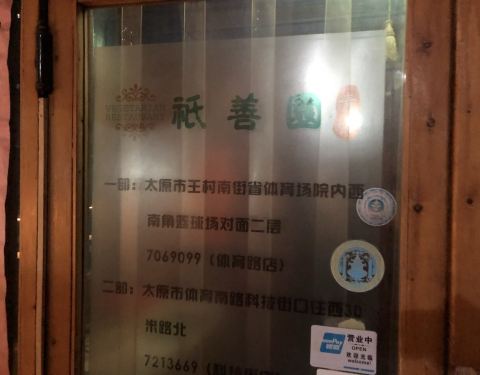 VEGETARIAN
RESTAURANT
祇善園
一部：太原市王村南街省体育场院内西
南角篮球场对面二层
7069099（体育路店）
二部：太原市体育南路科技街口往西30
米路北
7213669（科技街
营业中
OPEN
欢迎光临
welcome!